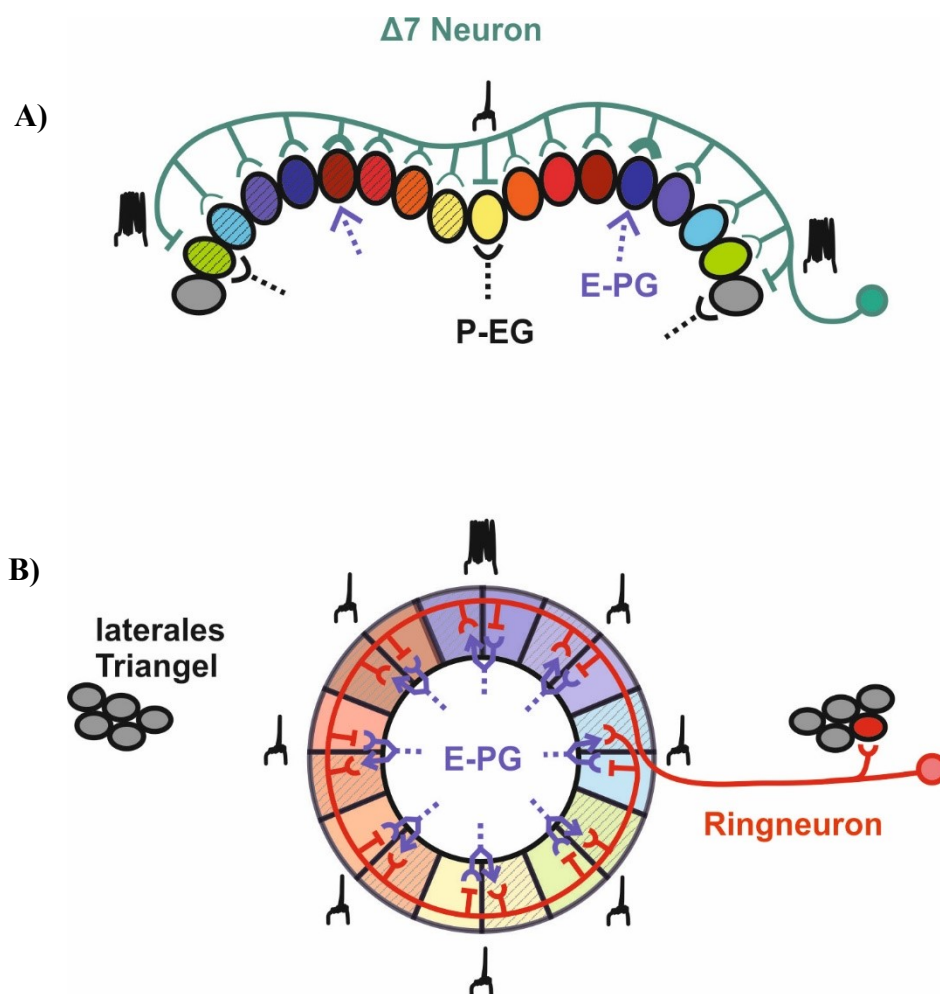 Δ7 Neuron
A)
E-PG
P-EG
B)
laterales
Triangel
E-PG
Ringneuron